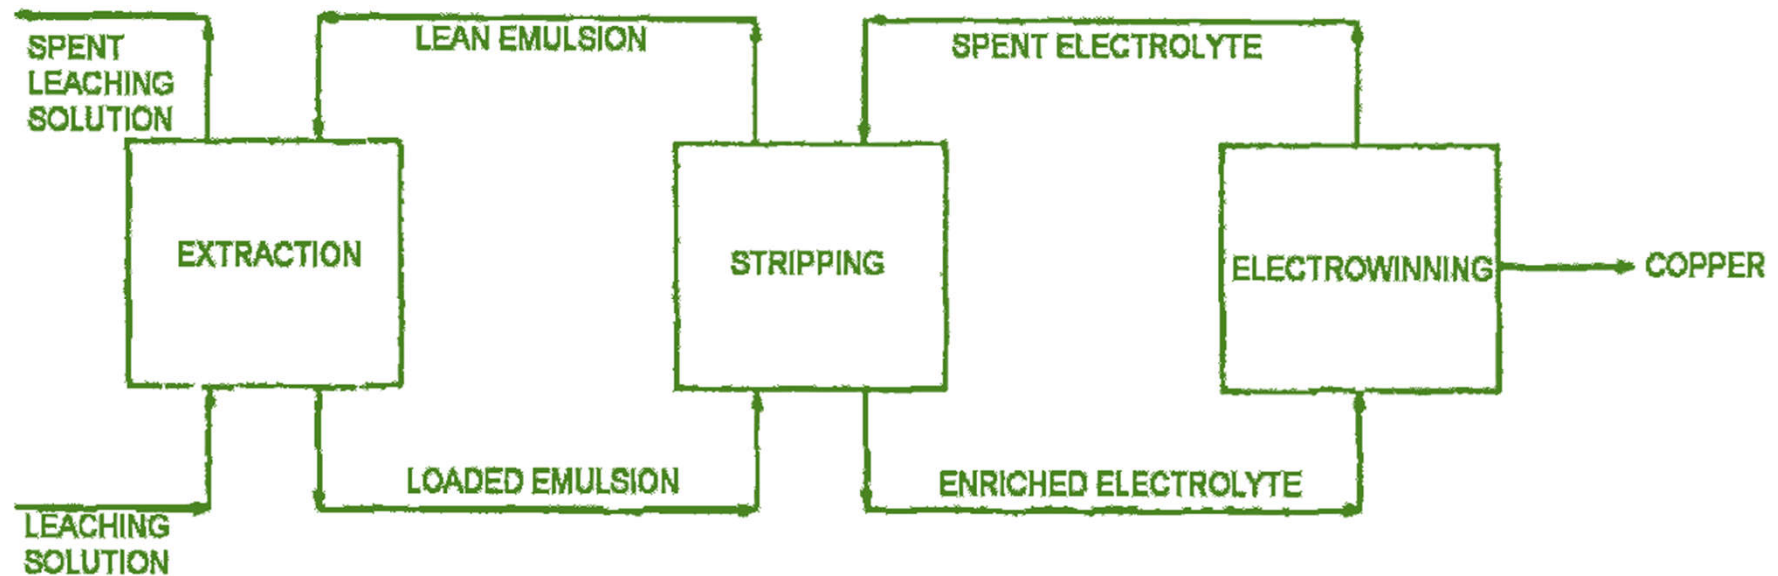 SPENT
LEACHING
SOLUTION
LEAN EMULSION
SPENT ELECTROLYTE
EXTRACTION
STRIPPING
ELECTROWINNING
COPPER
LOADED EMULSION
ENRICHED ELECTROLYTE
LEACHING
SOLUTION